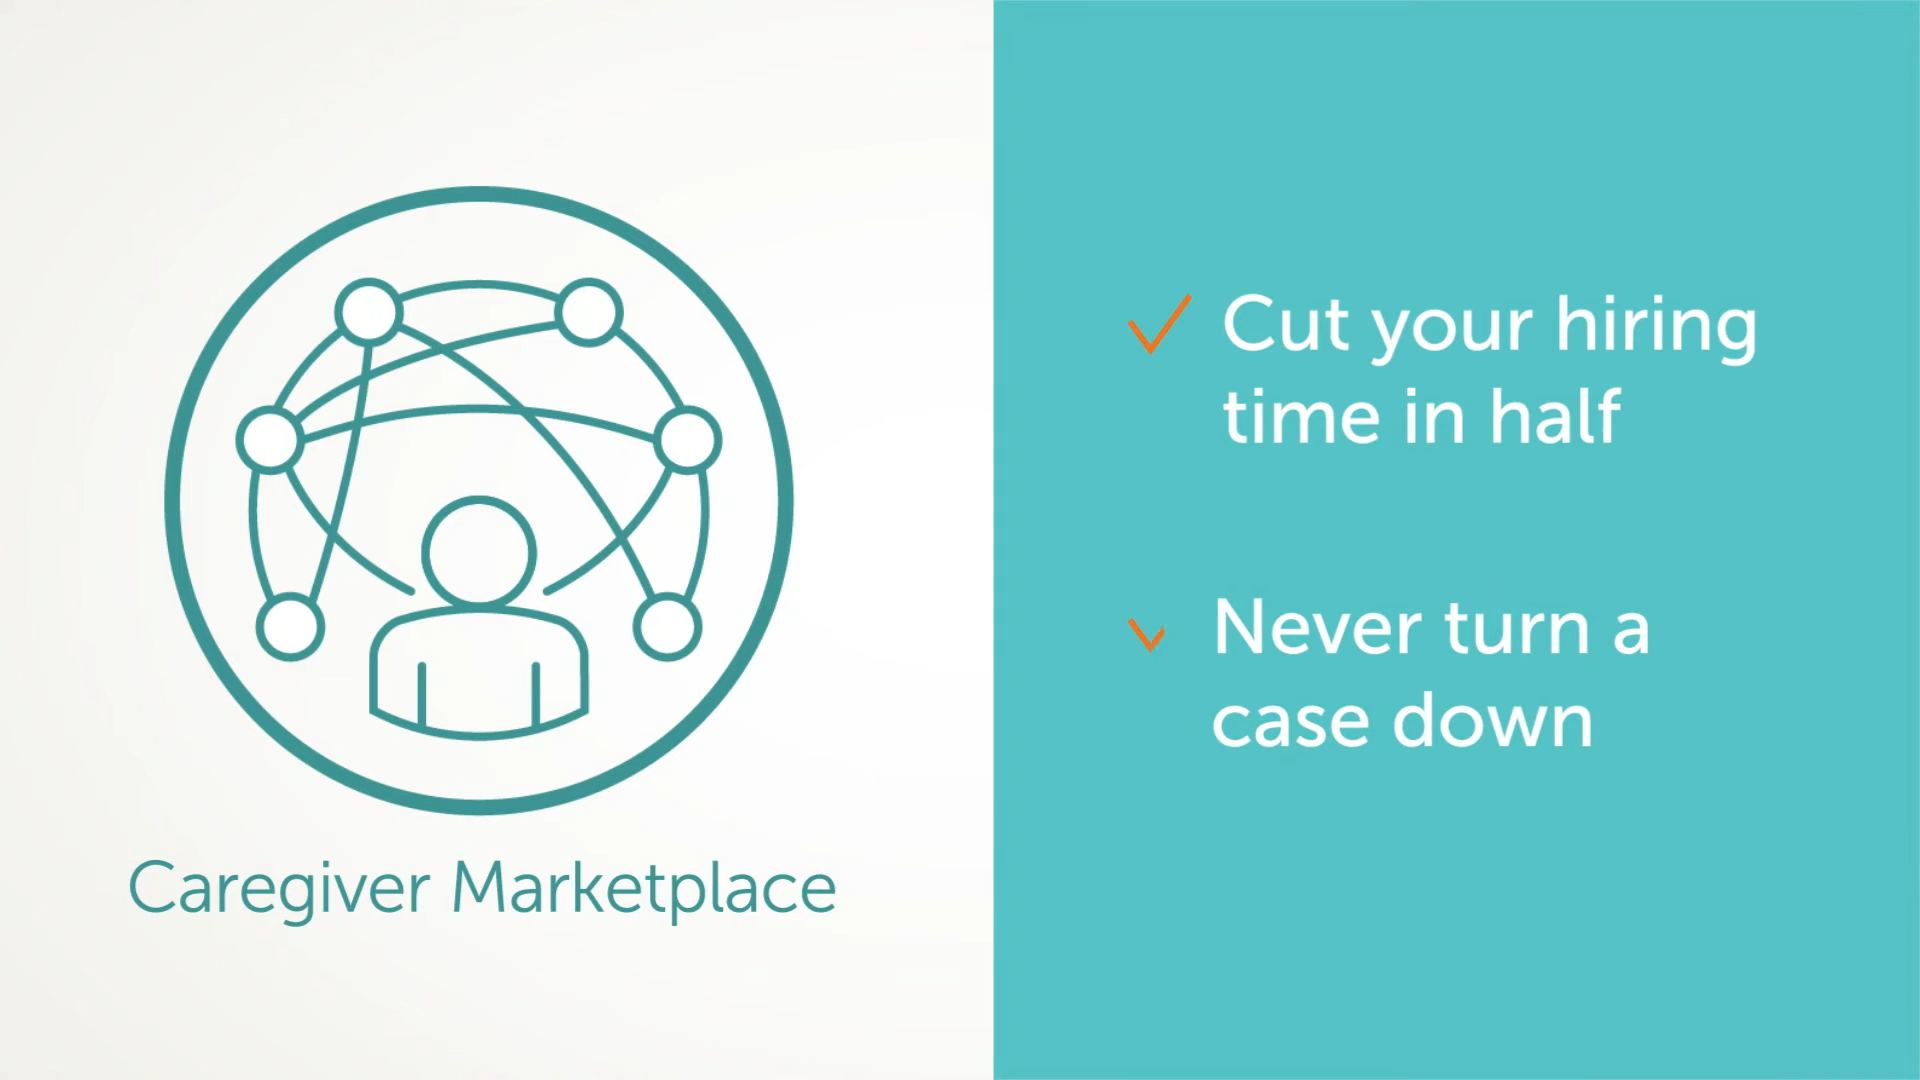 Caregiver Marketplace
Cut your hiring
time in half
Never turn a
case down